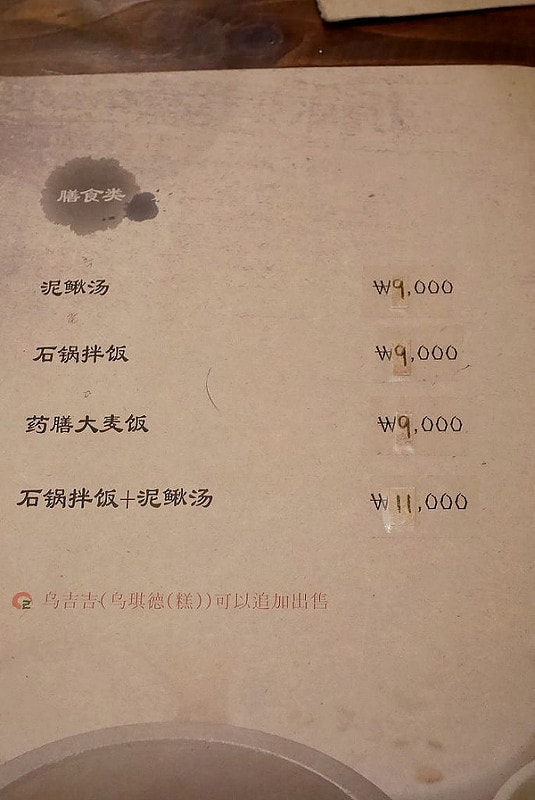 膳食类
泥鳅汤 ₩9,000
石锅拌饭 ₩9,000
药膳大麦饭 ₩9,000
石锅拌饭+泥鳅汤 ₩11,000
乌吉吉(乌琪德(糕))可以追加出售